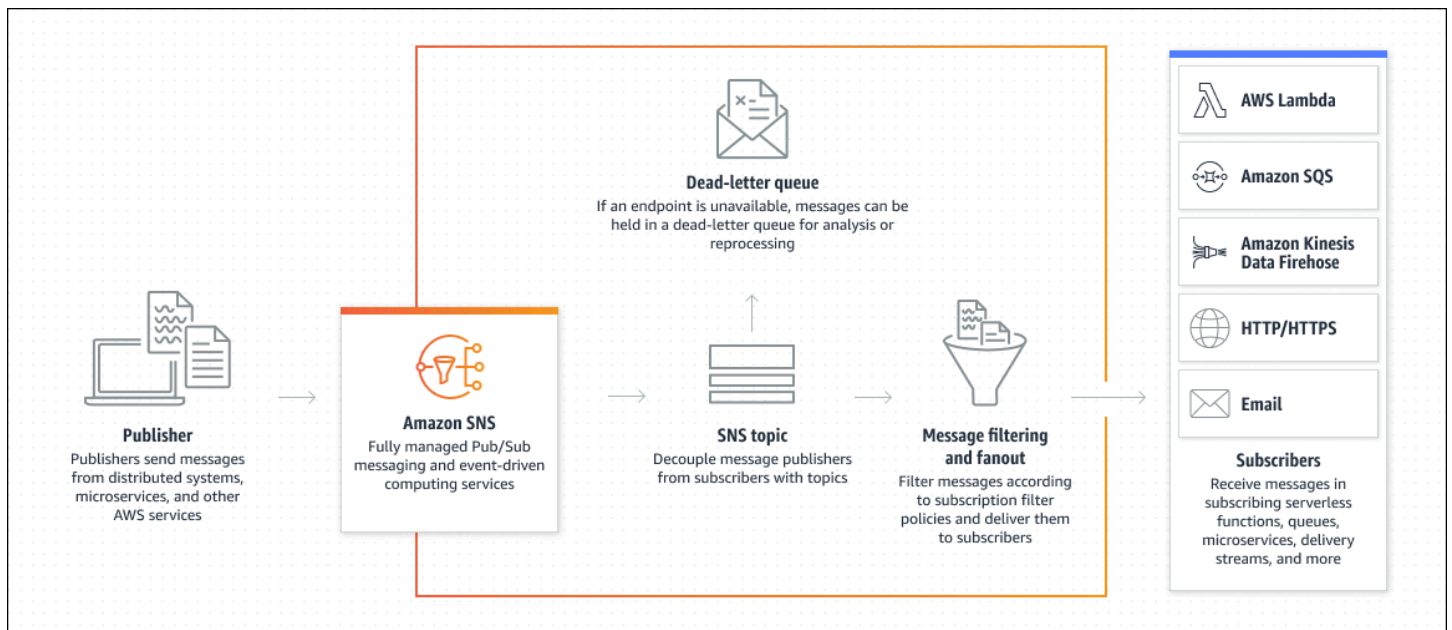 Publisher
Publishers send messages
from distributed systems,
microservices, and other
AWS services
Amazon SNS
Fully managed Pub/Sub
messaging and event-driven
computing services
Dead-letter queue
If an endpoint is unavailable, messages can be
held in a dead-letter queue for analysis or
reprocessing
SNS topic
Decouple message publishers
from subscribers with topics
Message filtering
and fanout
Filter messages according
to subscription filter
policies and deliver them
to subscribers
AWS Lambda
Amazon SQS
Amazon Kinesis
Data Firehose
HTTP/HTTPS
Email
Subscribers
Receive messages in
subscribing serverless
functions, queues,
microservices, delivery
streams, and more